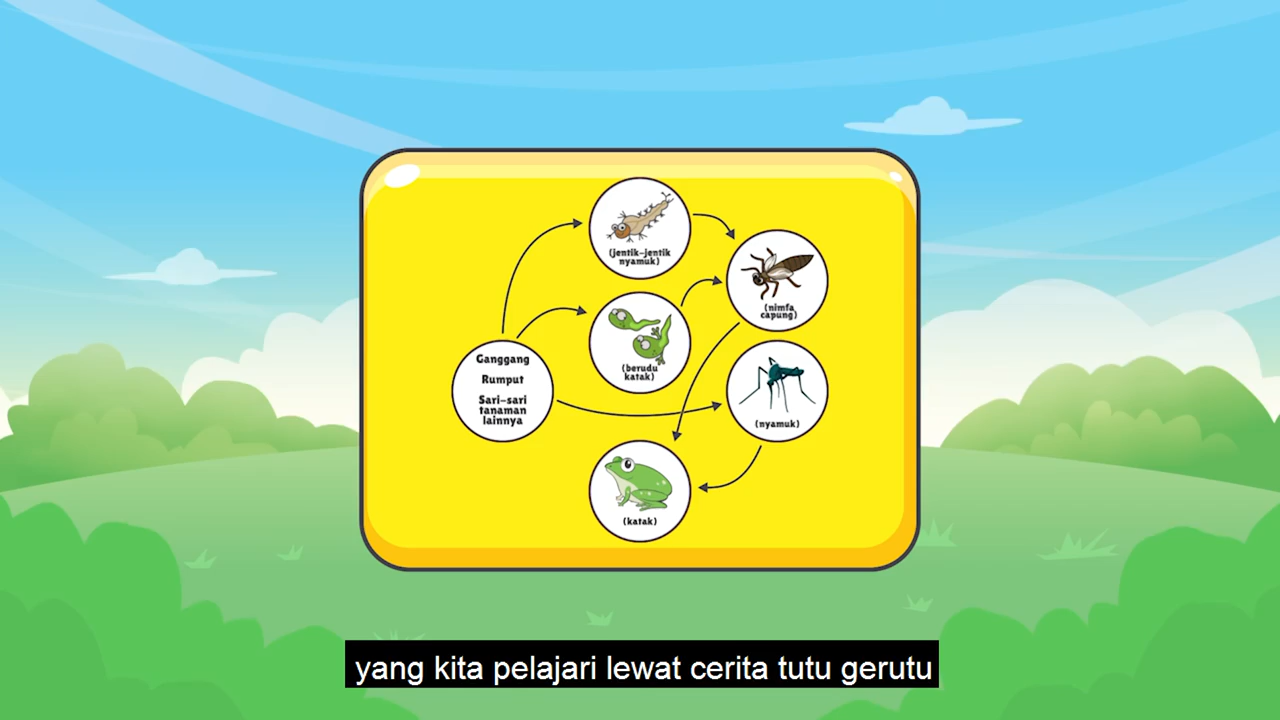 (jentik-jentik
nyamuk)
(nimfa
capung)
(berudu
katak)
Ganggang
Rumput
Sari-sari
tanaman
lainnya
(nyamuk)
(katak)
yang kita pelajari lewat cerita tutu gerutu